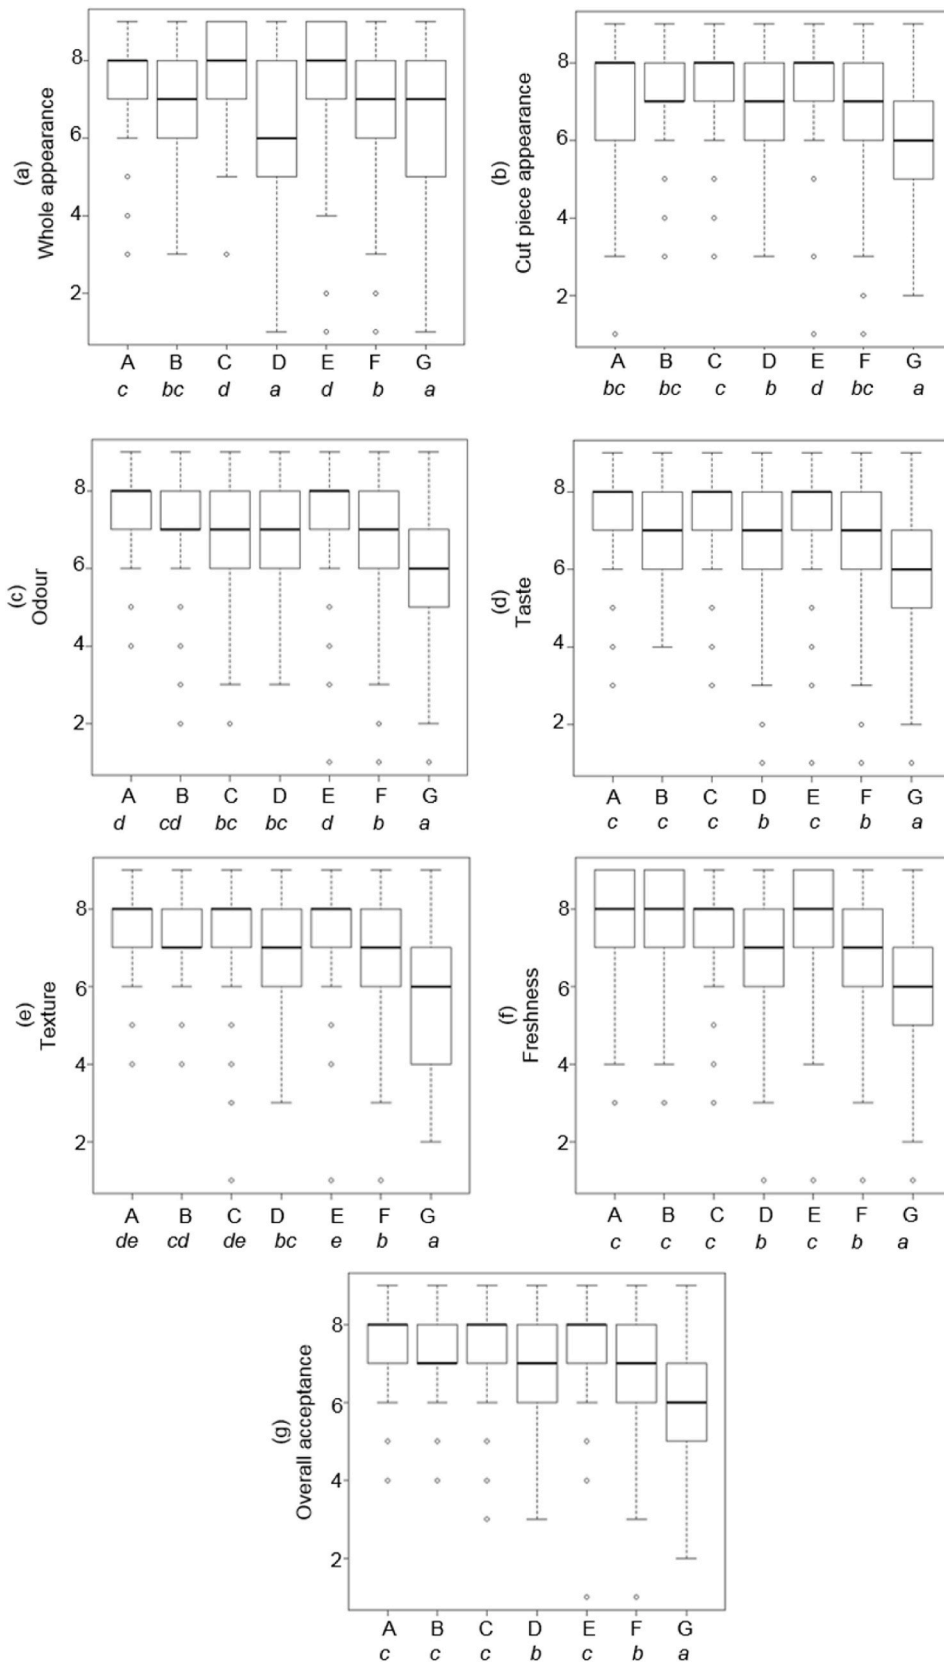 (a)
Whole appearance
8
6
4
2
A B C D E F G
c bc d a d b a
(b)
Cut piece appearance
8
6
4
2
A B C D E F G
bc bc c b d bc a
(c)
Odour
8
6
4
2
A B C D E F G
d cd bc bc d b a
(d)
Taste
8
6
4
2
A B C D E F G
c c c b c b a
(e)
Texture
8
6
4
2
A B C D E F G
de cd de bc e b a
(f)
Freshness
8
6
4
2
A B C D E F G
c c c b c b a
(g)
Overall acceptance
8
6
4
2
A B C D E F G
c c c b c b a